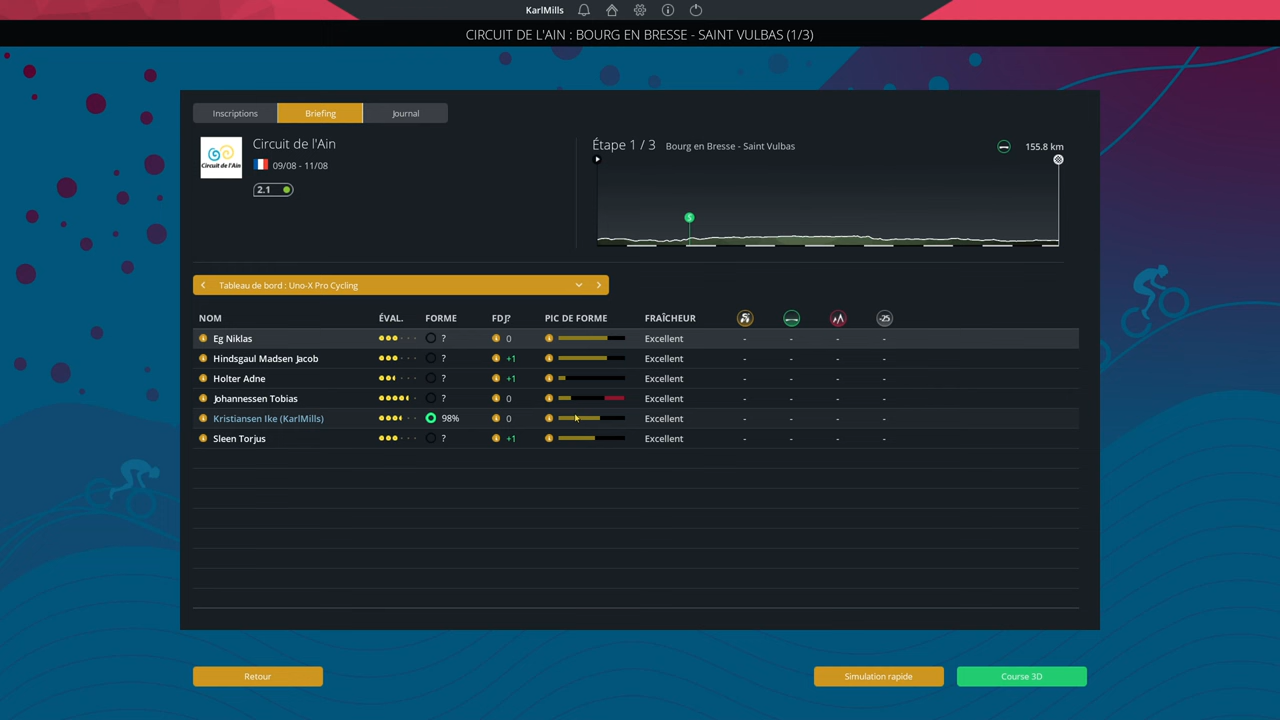 KarlMills
CIRCUIT DE L'AIN : BOURG EN BRESSE - SAINT VULBAS (1/3)
Inscriptions Briefing Journal
Circuit de l'Ain
Circuit de l'Ain
09/08 - 11/08
2.1
Étape 1 / 3 Bourg en Bresse - Saint Vulbas 155.8 km
S
Tableau de bord : Uno-X Pro Cycling
NOM ÉVAL. FORME FDJ? PIC DE FORME FRAÎCHEUR -25
Eg Niklas ? 0 Excellent - - - -
Hindsgaul Madsen Jacob ? +1 Excellent - - - -
Holter Adne ? +1 Excellent - - - -
Johannessen Tobias ? 0 Excellent - - - -
Kristiansen Ike (KarlMills) 98% 0 Excellent - - - -
Sleen Torjus ? +1 Excellent - - - -
Retour Simulation rapide Course 3D